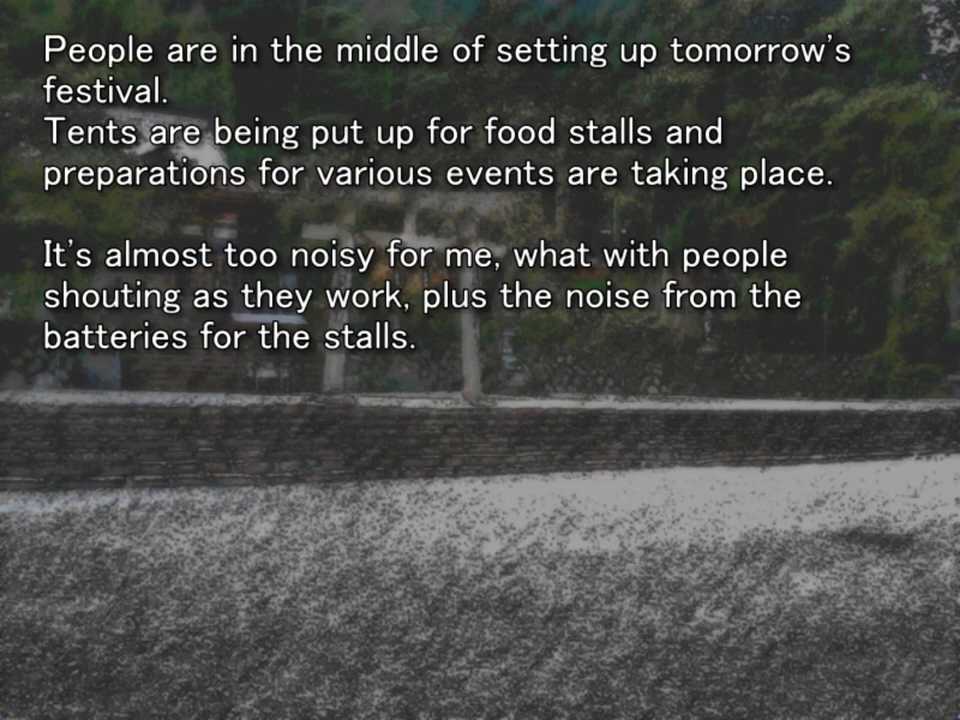 People are in the middle of setting up tomorrow's
festival.
Tents are being put up for food stalls and
preparations for various events are taking place.
It's almost too noisy for me, what with people
shouting as they work, plus the noise from the
batteries for the stalls.